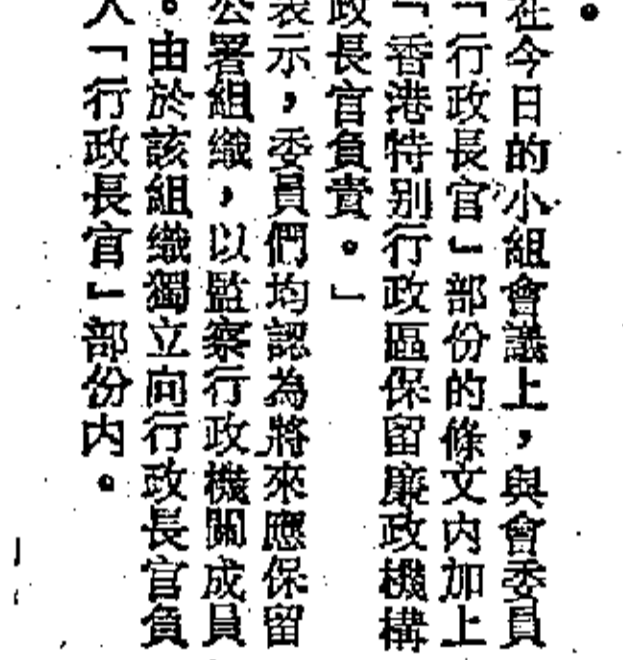 。
在今日的小組會議上，與會委員
「行政長官」部份的條文內加上
「香港特別行政區保留廉政機構
政長官負責。」
表示，委員們均認為將來應保留
公署組織，以監察行政機關成員
。由於該組織獨立向行政長官負
入「行政長官」部份內。